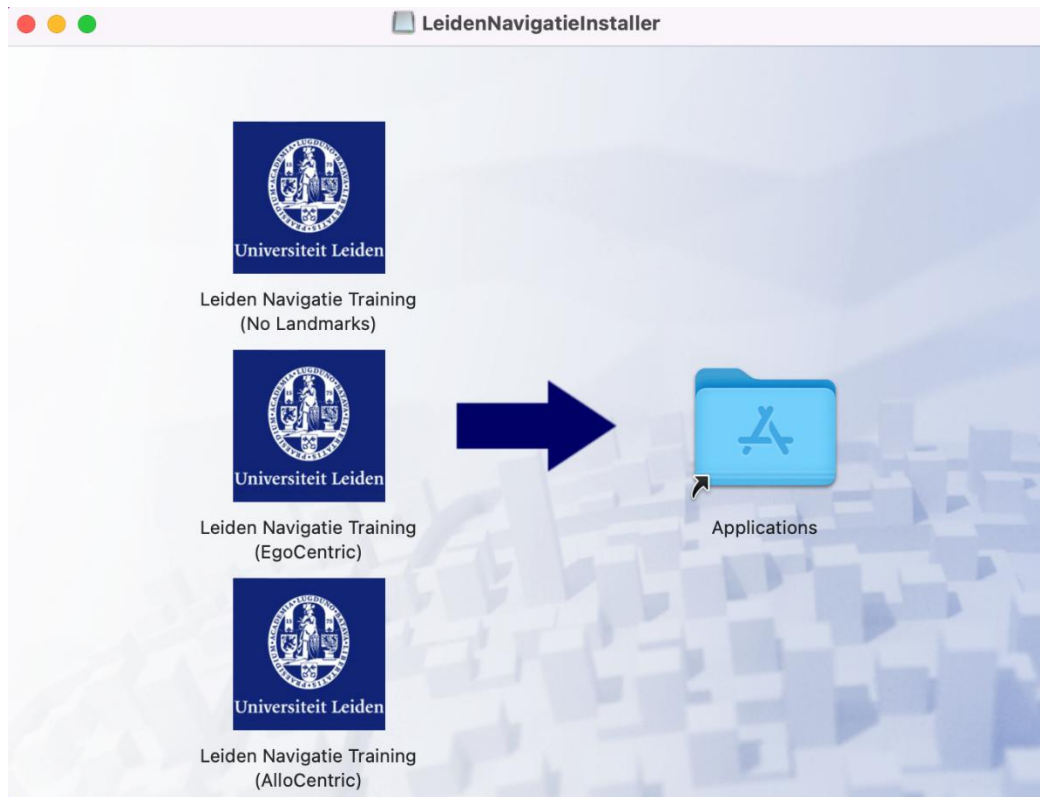 LeidenNavigatieInstaller
Universiteit Leiden
Leiden Navigatie Training
(No Landmarks)
Universiteit Leiden
Leiden Navigatie Training
(EgoCentric)
Applications
Universiteit Leiden
Leiden Navigatie Training
(AlloCentric)